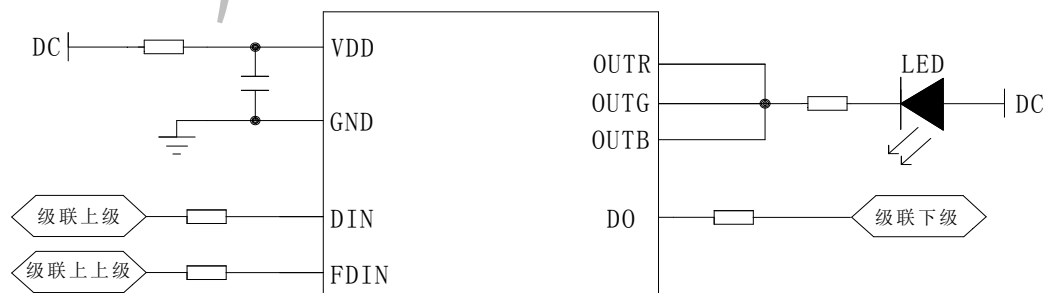 DC
VDD
GND
级联上级
DIN
级联上上级
FDIN
OUTR
OUTG
OUTB
LED
DC
DO
级联下级